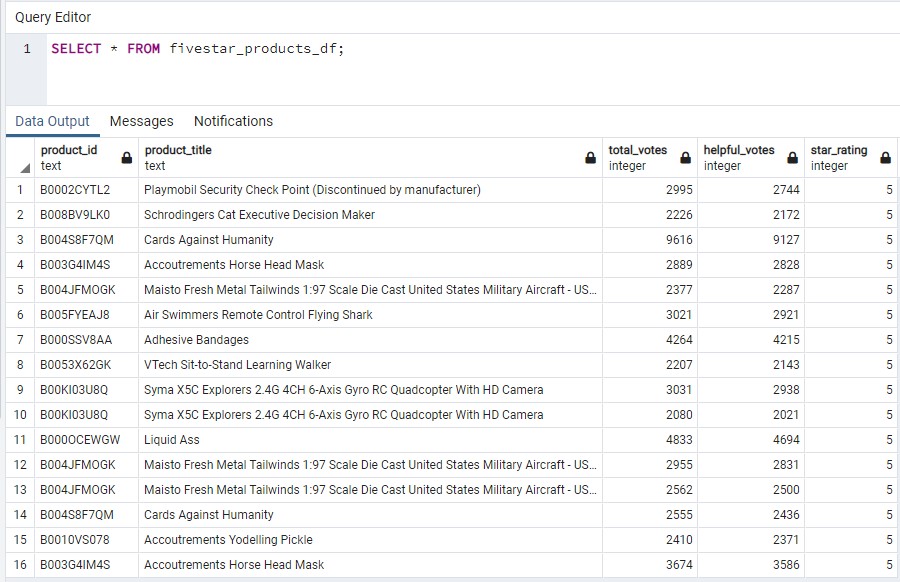 Query Editor
1 SELECT * FROM fivestar_products_df;
Data Output Messages Notifications
product_id product_title total_votes helpful_votes star_rating
text text integer integer integer
1 B0002CYTL2 Playmobil Security Check Point (Discontinued by manufacturer) 2995 2744 5
2 B008BV9LK0 Schrodingers Cat Executive Decision Maker 2226 2172 5
3 B004S8F7QM Cards Against Humanity 9616 9127 5
4 B003G4IM4S Accoutrements Horse Head Mask 2889 2828 5
5 B004JFMOGK Maisto Fresh Metal Tailwinds 1:97 Scale Die Cast United States Military Aircraft - US... 2377 2287 5
6 B005FYEAJ8 Air Swimmers Remote Control Flying Shark 3021 2921 5
7 B000SSV8AA Adhesive Bandages 4264 4215 5
8 B0053X62GK VTech Sit-to-Stand Learning Walker 2207 2143 5
9 B00KI03U8Q Syma X5C Explorers 2.4G 4CH 6-Axis Gyro RC Quadcopter With HD Camera 3031 2938 5
10 B00KI03U8Q Syma X5C Explorers 2.4G 4CH 6-Axis Gyro RC Quadcopter With HD Camera 2080 2021 5
11 B000OCEWGW Liquid Ass 4833 4694 5
12 B004JFMOGK Maisto Fresh Metal Tailwinds 1:97 Scale Die Cast United States Military Aircraft - US... 2955 2831 5
13 B004JFMOGK Maisto Fresh Metal Tailwinds 1:97 Scale Die Cast United States Military Aircraft - US... 2562 2500 5
14 B004S8F7QM Cards Against Humanity 2555 2436 5
15 B0010VS078 Accoutrements Yodelling Pickle 2410 2371 5
16 B003G4IM4S Accoutrements Horse Head Mask 3674 3586 5